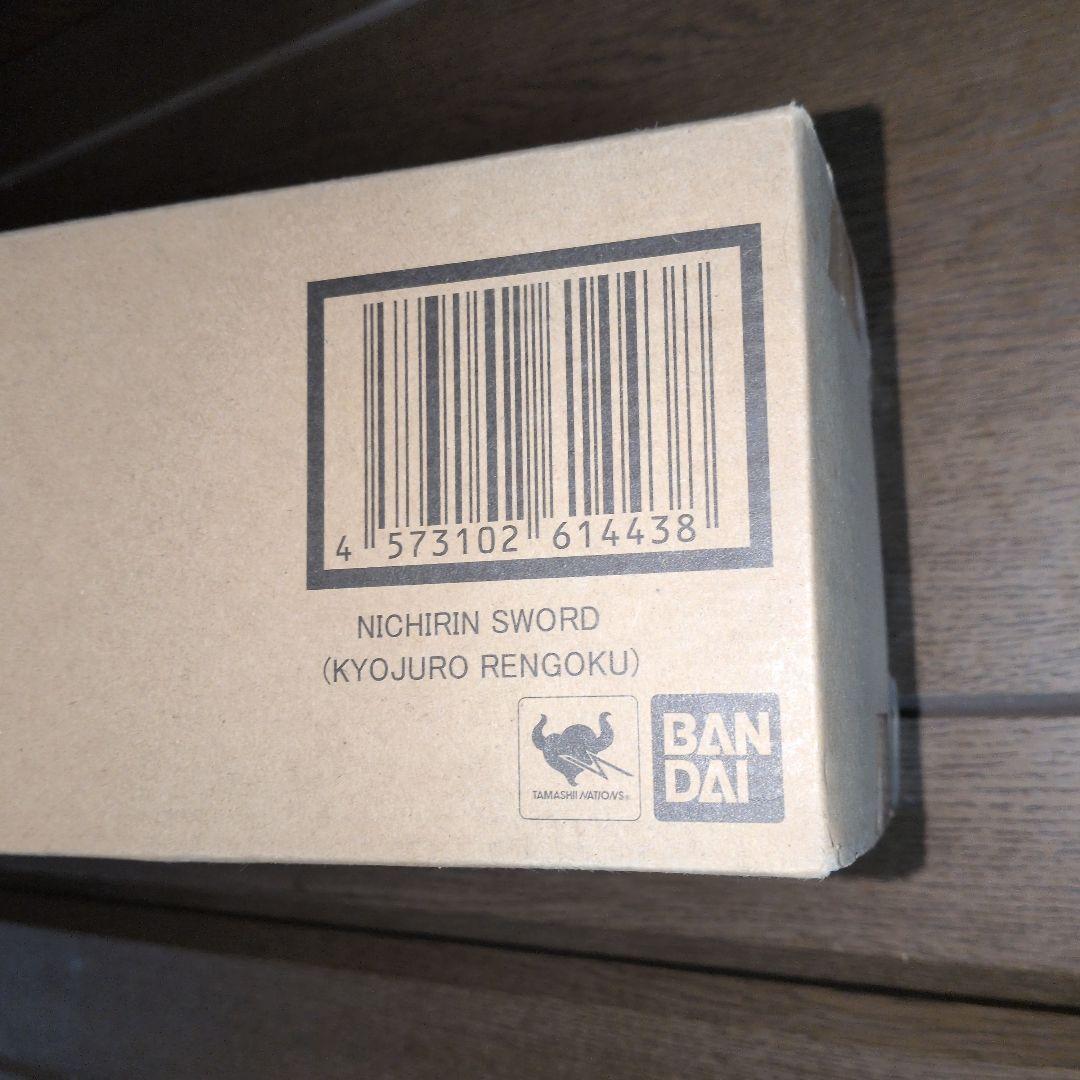 4 573102 614438
NICHIRIN SWORD
(KYOJURO RENGOKU)
TAMASHII NATIONS®
BAN
DAI